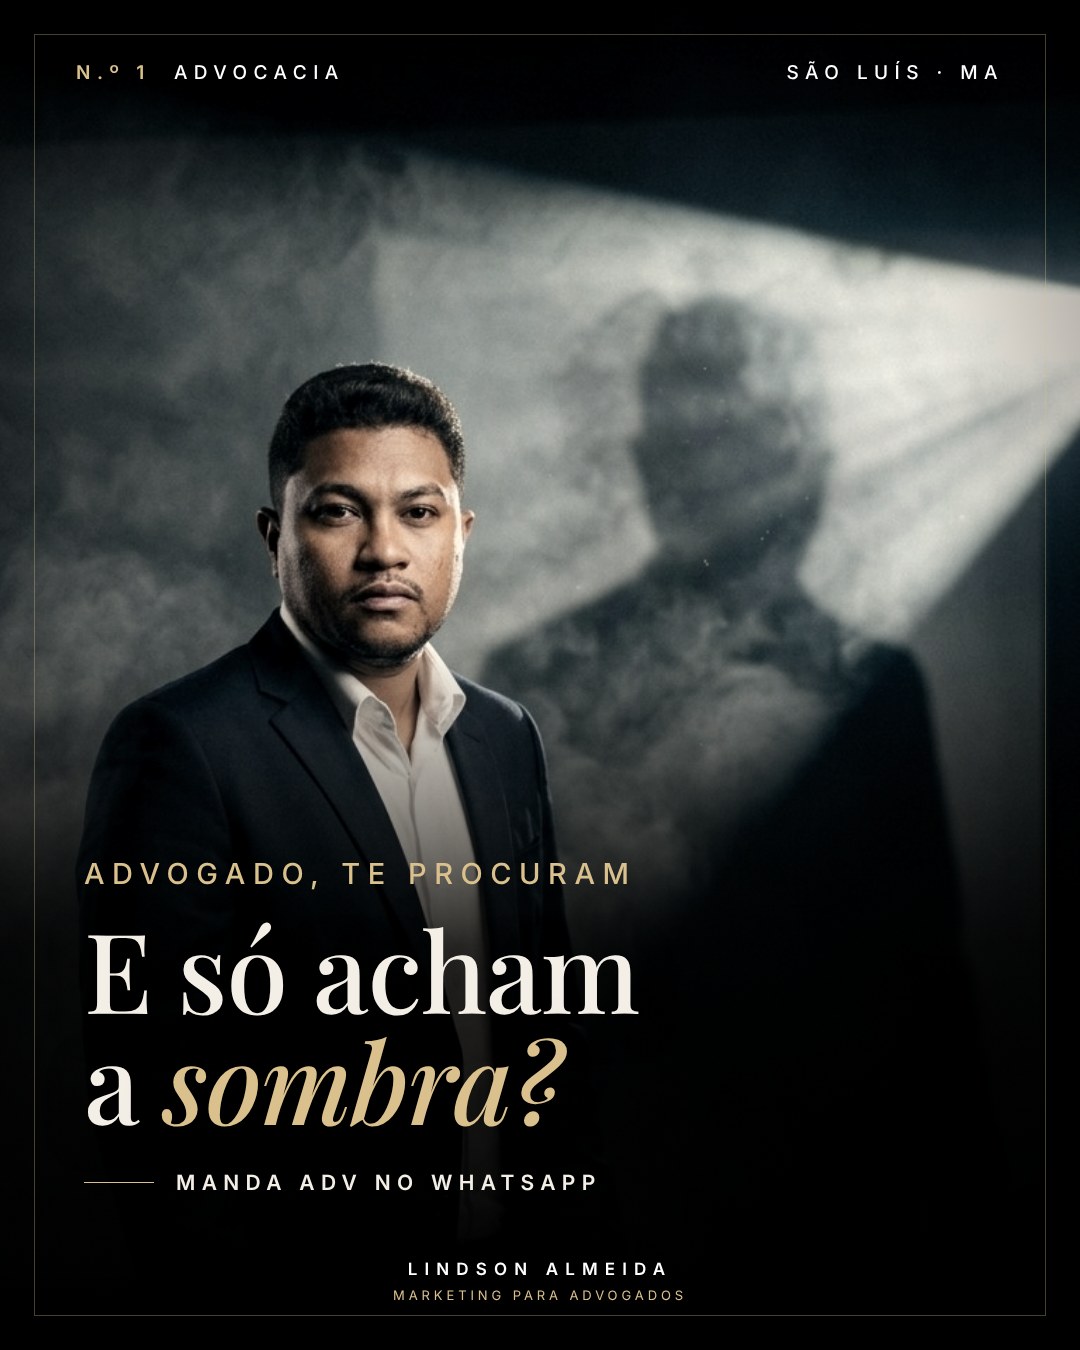 N.º 1 ADVOCACIA
SÃO LUÍS · MA
ADVOGADO, TE PROCURAM
E só acham
a sombra?
MANDA ADV NO WHATSAPP
LINDSON ALMEIDA
MARKETING PARA ADVOGADOS